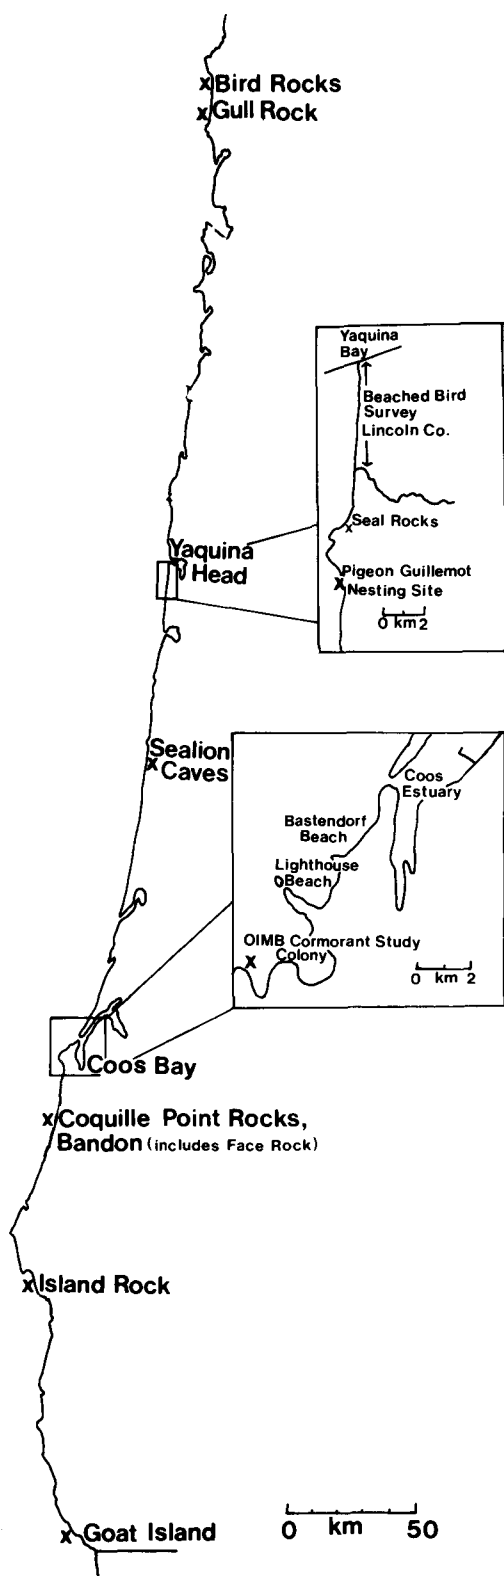 x Bird Rocks
x Gull Rock
Yaquina
Bay
Beached Bird
Survey
Lincoln Co.
x Seal Rocks
Pigeon Guillemot
x Nesting Site
0 km 2
Yaquina
x Head
Sealion
x Caves
Coos
Estuary
Bastendorf
Beach
Lighthouse
Beach
OIMB Cormorant Study
x Colony
0 km 2
Coos Bay
x Coquille Point Rocks,
Bandon (includes Face Rock)
x Island Rock
x Goat Island
0 km 50